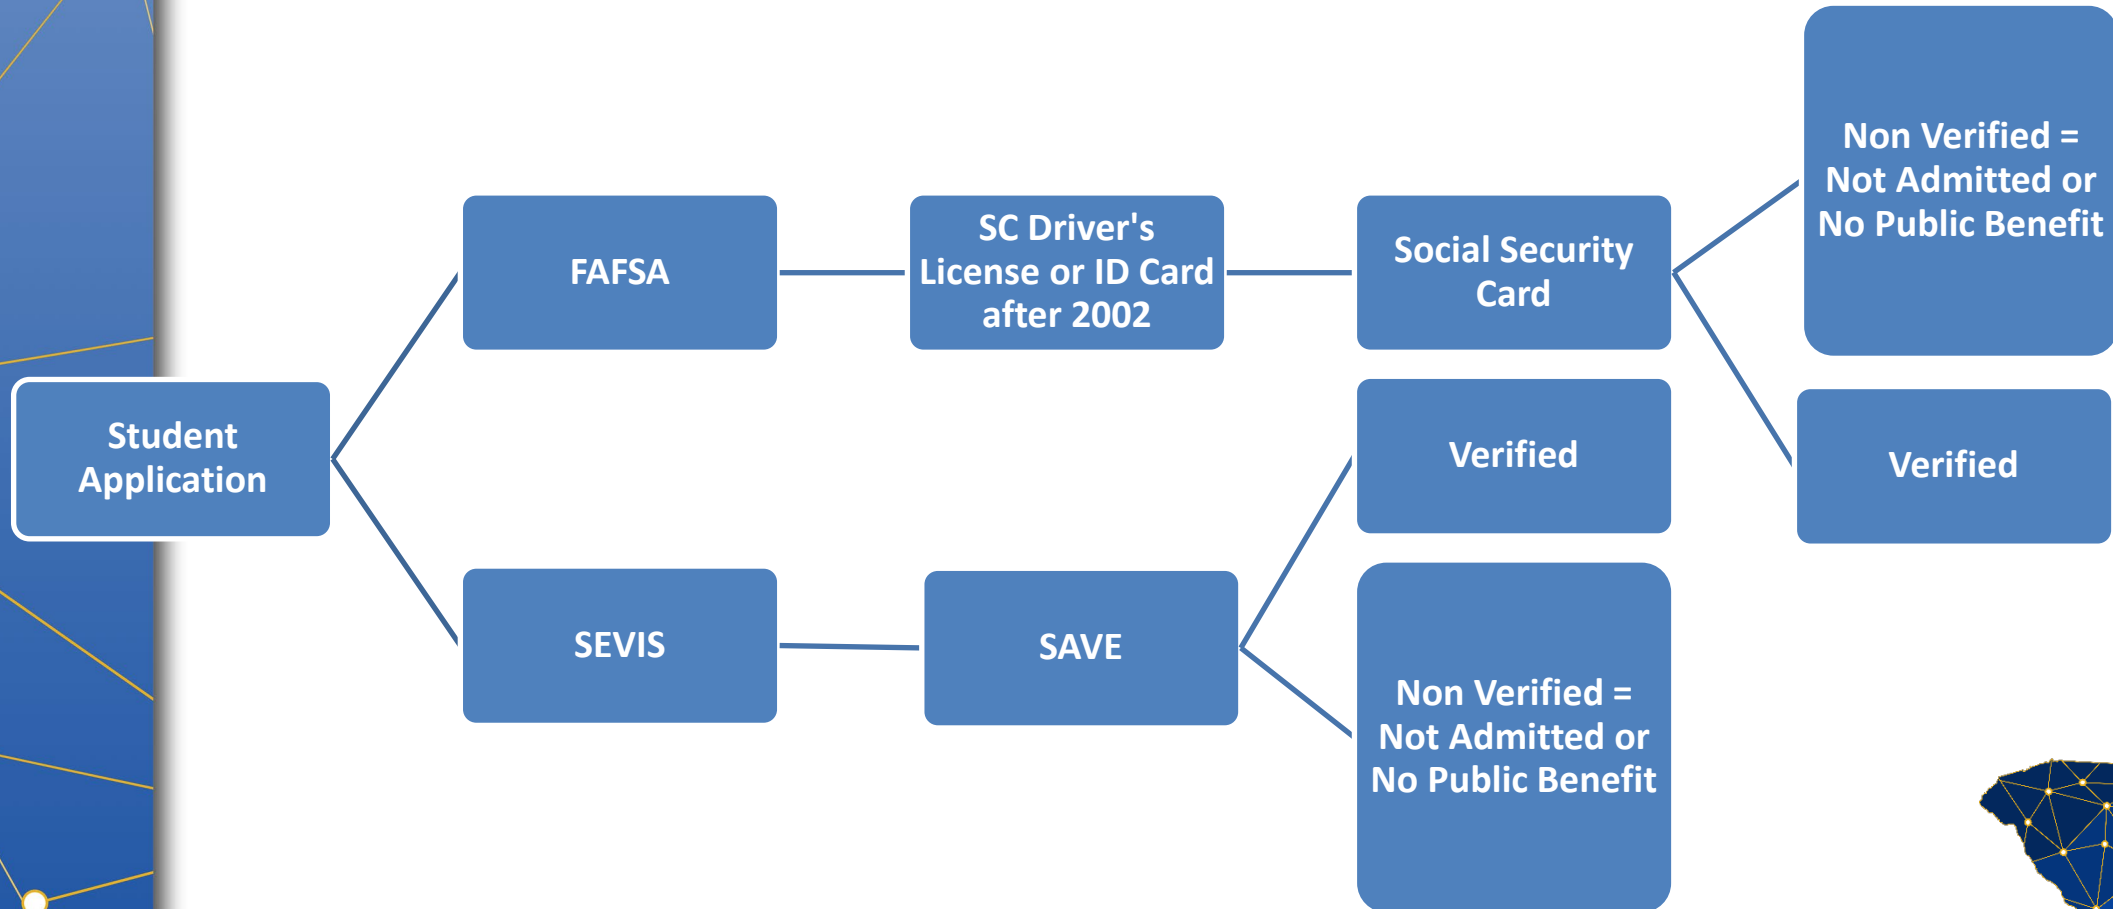 Student
Application
FAFSA
SC Driver's
License or ID Card
after 2002
Social Security
Card
Non Verified =
Not Admitted or
No Public Benefit
Verified
SEVIS
SAVE
Verified
Non Verified =
Not Admitted or
No Public Benefit